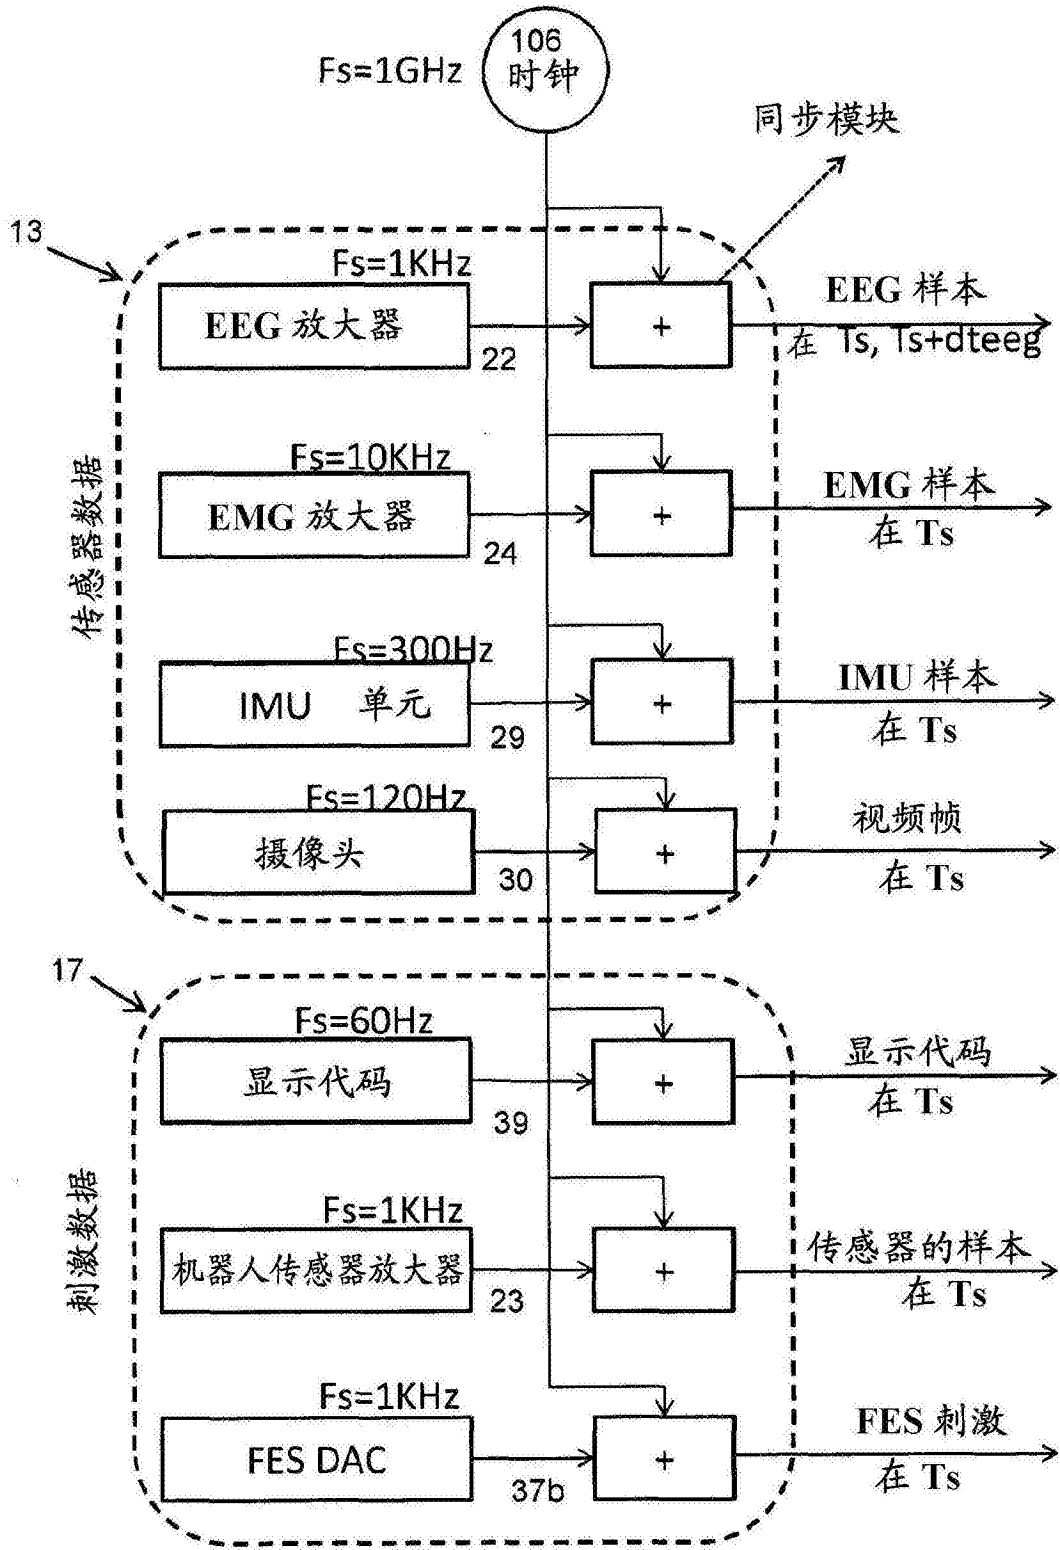 106
Fs=1GHz
时钟
同步模块
13
Fs=1KHz
EEG 放大器
22
+
EEG 样本
在 Ts, Ts+dteeg
传感器数据
Fs=10KHz
EMG 放大器
24
+
EMG 样本
在 Ts
Fs=300Hz
IMU 单元
29
+
IMU 样本
在 Ts
Fs=120Hz
摄像头
30
+
视频帧
在 Ts
17
Fs=60Hz
显示代码
39
+
显示代码
在 Ts
刺激数据
Fs=1KHz
机器人传感器放大器
23
+
传感器的样本
在 Ts
Fs=1KHz
FES DAC
37b
+
FES 刺激
在 Ts